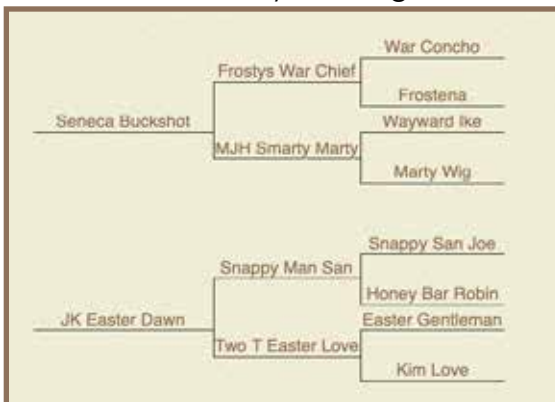 War Concho
Frostys War Chief
Frostena
Seneca Buckshot
Wayward Ike
MJH Smarty Marty
Marty Wig
Snappy San Joe
Snappy Man San
Honey Bar Robin
JK Easter Dawn
Easter Gentleman
Two T Easter Love
Kim Love